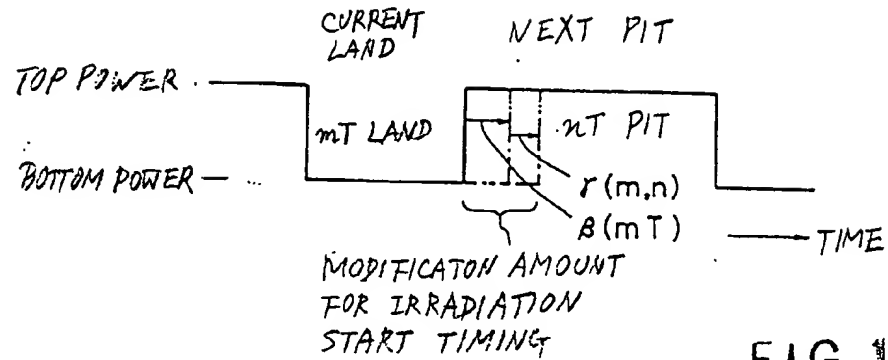 CURRENT
LAND
NEXT PIT
TOP POWER
mT LAND
nT PIT
BOTTOM POWER
γ(m,n)
β(mT)
TIME
MODIFICATON AMOUNT
FOR IRRADIATION
START TIMING
FIG